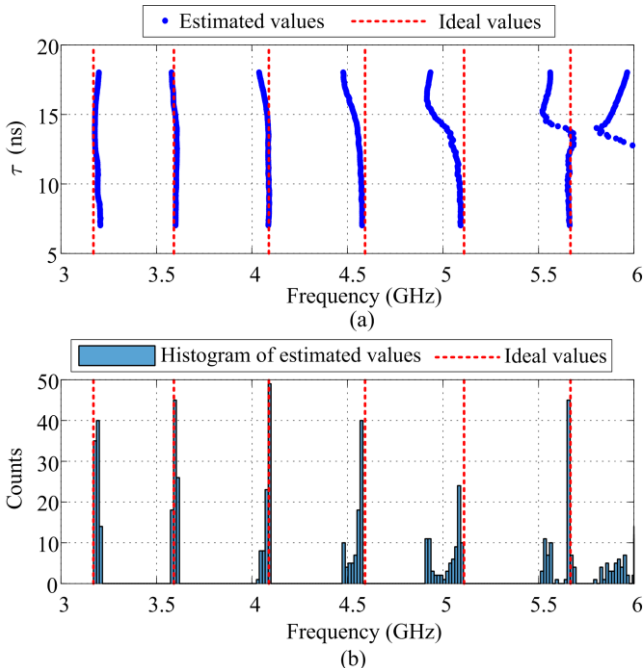 Estimated values Ideal values
20
15
10
5
τ (ns)
3 3.5 4 4.5 5 5.5 6
Frequency (GHz)
(a)
Histogram of estimated values Ideal values
50
40
30
20
10
0
Counts
3 3.5 4 4.5 5 5.5 6
Frequency (GHz)
(b)